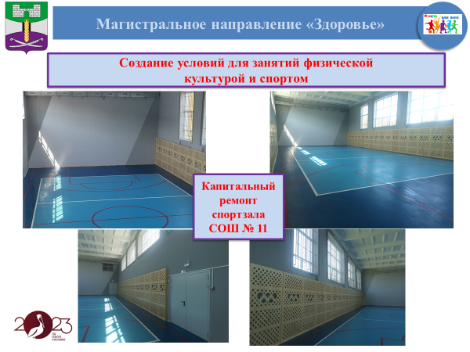 Магистральное направление «Здоровье»
Создание условий для занятий физической
культурой и спортом
Капитальный
ремонт
спортзала
СОШ № 11
2023